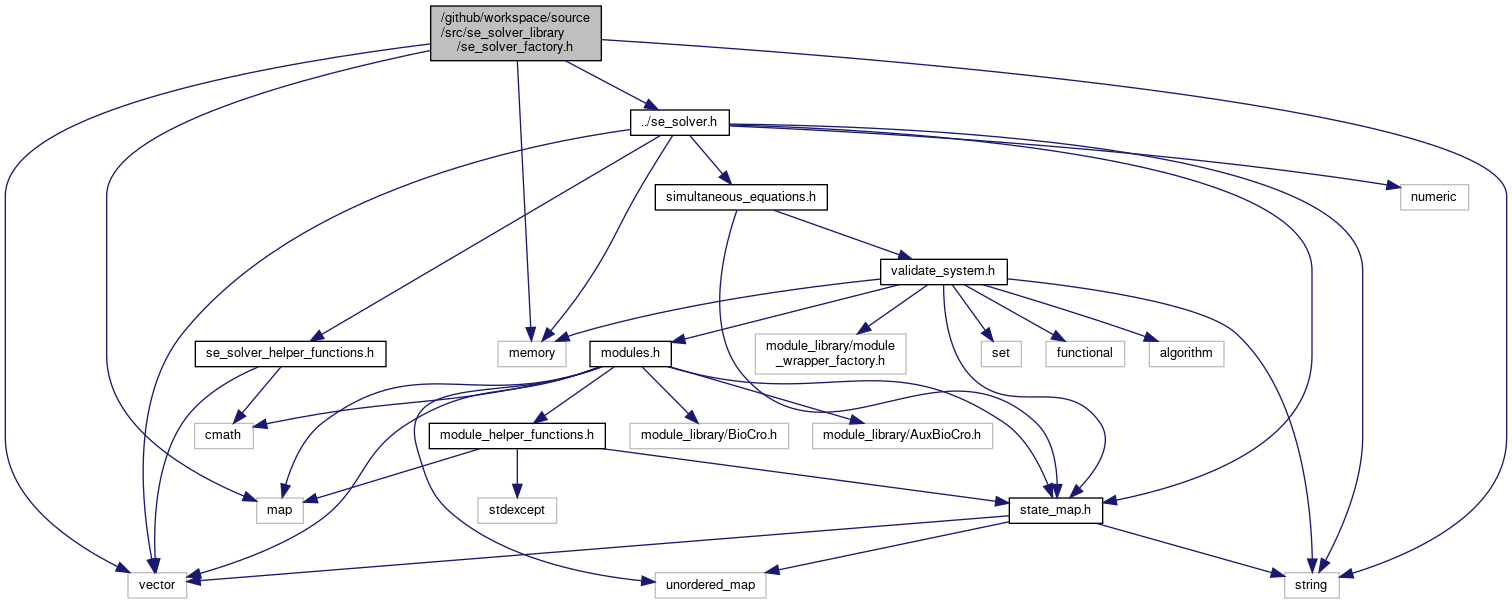 /github/workspace/source
/src/se_solver_library
/se_solver_factory.h
../se_solver.h
simultaneous_equations.h
numeric
validate_system.h
se_solver_helper_functions.h
memory
modules.h
module_library/module
_wrapper_factory.h
set
functional
algorithm
cmath
module_helper_functions.h
module_library/BioCro.h
module_library/AuxBioCro.h
map
stdexcept
state_map.h
vector
unordered_map
string